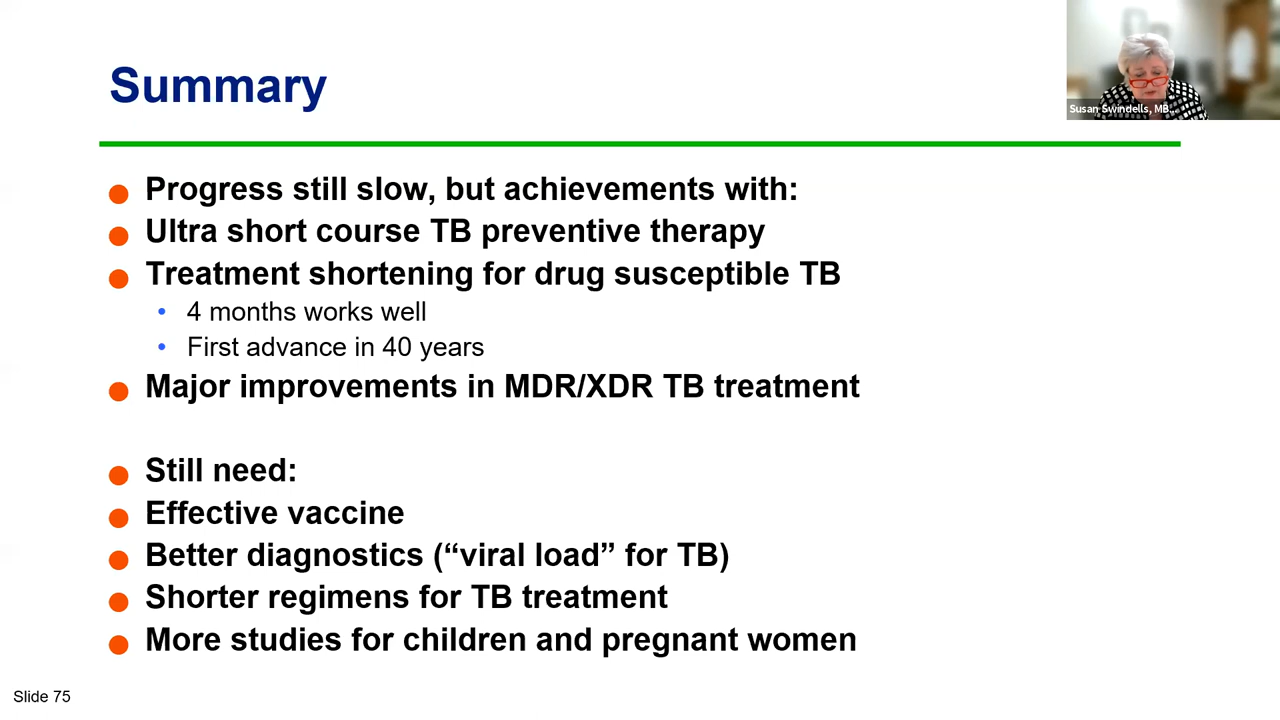 Summary
Susan Swindells, MB...
Progress still slow, but achievements with:
Ultra short course TB preventive therapy
Treatment shortening for drug susceptible TB
4 months works well
First advance in 40 years
Major improvements in MDR/XDR TB treatment
Still need:
Effective vaccine
Better diagnostics (“viral load” for TB)
Shorter regimens for TB treatment
More studies for children and pregnant women
Slide 75